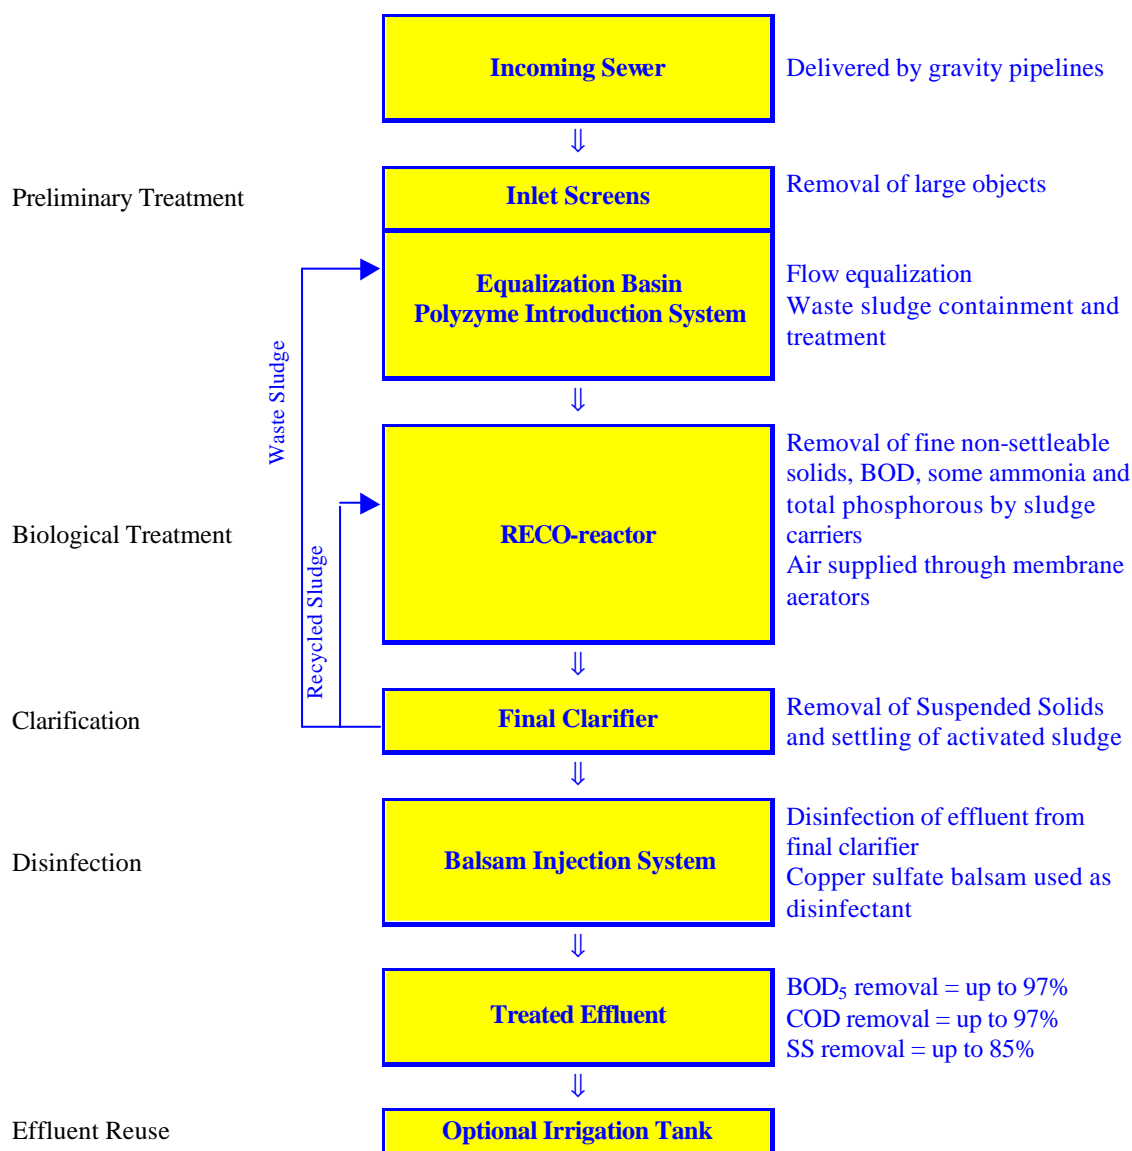 Incoming Sewer
Delivered by gravity pipelines
⇓
Preliminary Treatment
Inlet Screens
Removal of large objects
Equalization Basin
Polyzyme Introduction System
Flow equalization
Waste sludge containment and
treatment
Waste Sludge
⇓
Biological Treatment
RECO-reactor
Removal of fine non-settleable
solids, BOD, some ammonia and
total phosphorous by sludge
carriers
Air supplied through membrane
aerators
Recycled Sludge
⇓
Clarification
Final Clarifier
Removal of Suspended Solids
and settling of activated sludge
⇓
Disinfection
Balsam Injection System
Disinfection of effluent from
final clarifier
Copper sulfate balsam used as
disinfectant
⇓
Treated Effluent
BOD₅ removal = up to 97%
COD removal = up to 97%
SS removal = up to 85%
⇓
Effluent Reuse
Optional Irrigation Tank